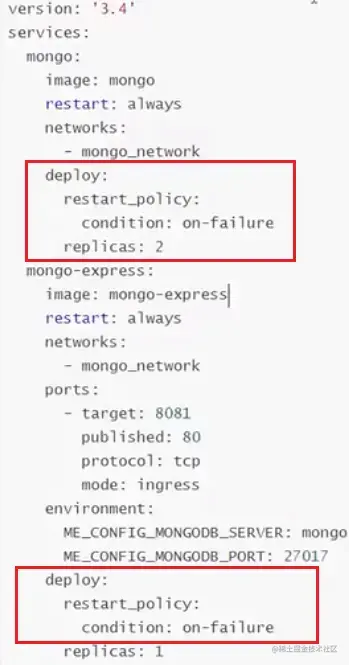 version: '3.4'
services:
  mongo:
    image: mongo
    restart: always
    networks:
      - mongo_network
    deploy:
      restart_policy:
        condition: on-failure
      replicas: 2
  mongo-express:
    image: mongo-express
    restart: always
    networks:
      - mongo_network
    ports:
      - target: 8081
        published: 80
        protocol: tcp
        mode: ingress
    environment:
      ME_CONFIG_MONGODB_SERVER: mongo
      ME_CONFIG_MONGODB_PORT: 27017
    deploy:
      restart_policy:
        condition: on-failure
      replicas: 1
@稀土掘金技术社区